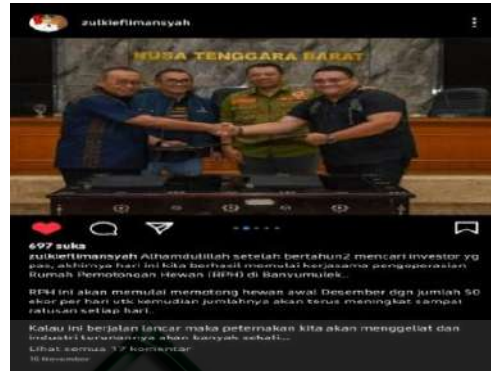 zulkieflimansyah
NUSA TENGGARA BARAT
697 suka
zulkieflimansyah Alhamdulillah setelah bertahun2 mencari investor yg
pas, akhirnya hari ini kita berhasil memulai kerjasama pengoperasian
Rumah Pemotongan Hewan (RPH) di Banyumulek..
RPH ini akan memulai memotong hewan awal Desember dgn jumlah 50
ekor per hari utk kemudian jumlahnya akan terus meningkat sampai
ratusan setiap hari..
Kalau ini berjalan lancar maka peternakan kita akan menggeliat dan
industri turunannya akan banyak sekali...
Lihat semua 17 komentar
16 November